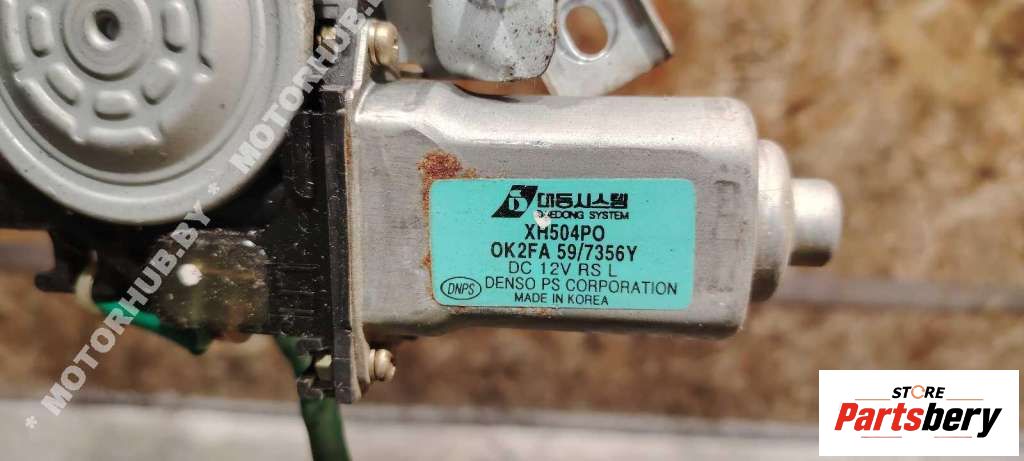 * MOTORHUB.BY * MOTORHUB
대동시스템
DAEDONG SYSTEM
XH504PO
OK2FA 59/7356Y
DC 12V RS L
DNPS DENSO PS CORPORATION
MADE IN KOREA
STORE
Partsbery